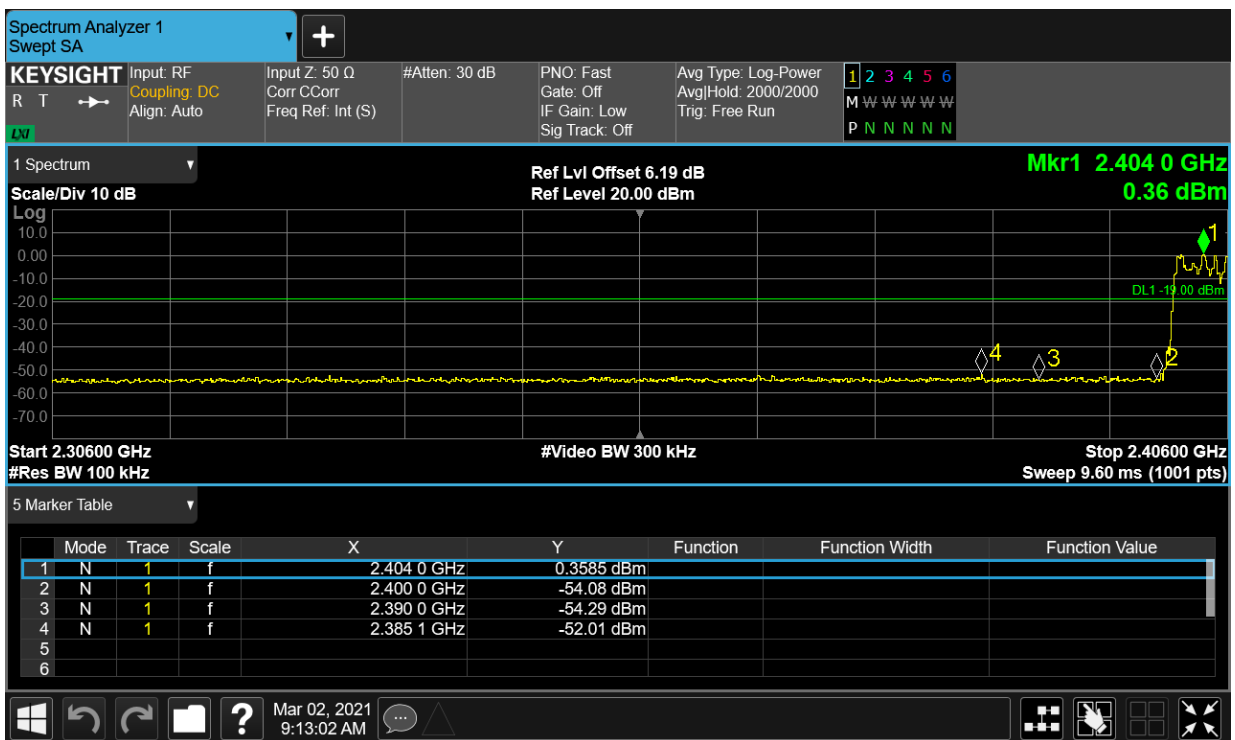 Spectrum Analyzer 1
Swept SA
KEYSIGHT Input: RF Input Z: 50 Ω #Atten: 30 dB PNO: Fast Avg Type: Log-Power 1 2 3 4 5 6
R T Coupling: DC Corr CCorr Gate: Off Avg|Hold: 2000/2000 M W W W W W
Align: Auto Freq Ref: Int (S) IF Gain: Low Trig: Free Run
LXI Sig Track: Off P N N N N N
1 Spectrum Ref Lvl Offset 6.19 dB Mkr1 2.404 0 GHz
Scale/Div 10 dB Ref Level 20.00 dBm 0.36 dBm
Log
10.0 1
0.00
-10.0
DL1 -19.00 dBm
-20.0
-30.0
-40.0
4 3 2
-50.0
-60.0
-70.0
Start 2.30600 GHz #Video BW 300 kHz Stop 2.40600 GHz
#Res BW 100 kHz Sweep 9.60 ms (1001 pts)
5 Marker Table
Mode Trace Scale X Y Function Function Width Function Value
1 N 1 f 2.404 0 GHz 0.3585 dBm
2 N 1 f 2.400 0 GHz -54.08 dBm
3 N 1 f 2.390 0 GHz -54.29 dBm
4 N 1 f 2.385 1 GHz -52.01 dBm
5
6
? Mar 02, 2021
9:13:02 AM